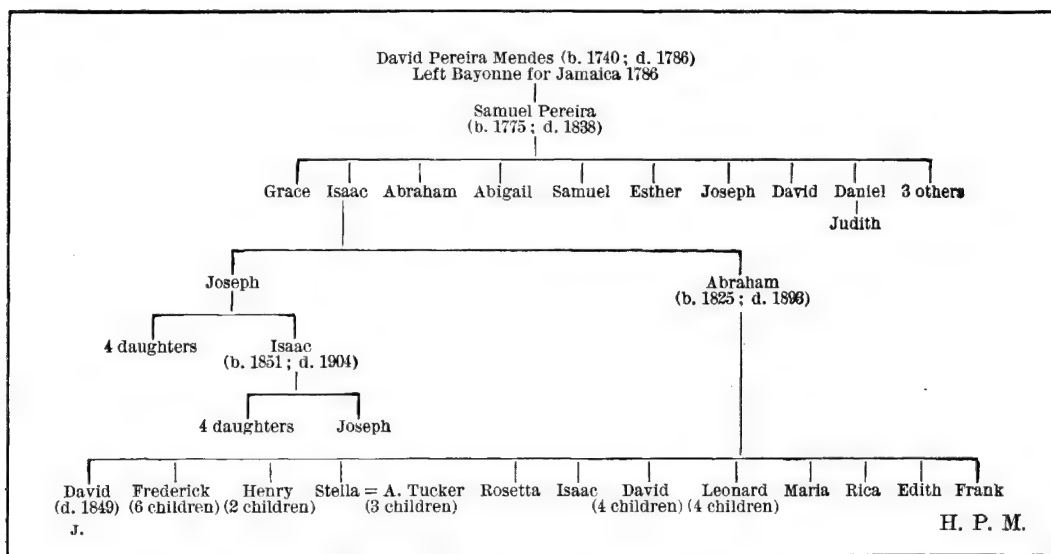 David Pereira Mendes (b. 1740; d. 1786)
Left Bayonne for Jamaica 1786
Samuel Pereira
(b. 1775; d. 1838)
Grace Isaac Abraham Abigail Samuel Esther Joseph David Daniel 3 others
Judith
Joseph Abraham
(b. 1825; d. 1893)
4 daughters Isaac
(b. 1851; d. 1904)
4 daughters Joseph
David Frederick Henry Stella = A. Tucker Rosetta Isaac David Leonard Maria Rica Edith Frank
(d. 1849) (6 children) (2 children) (3 children) (4 children) (4 children)
J. H. P. M.